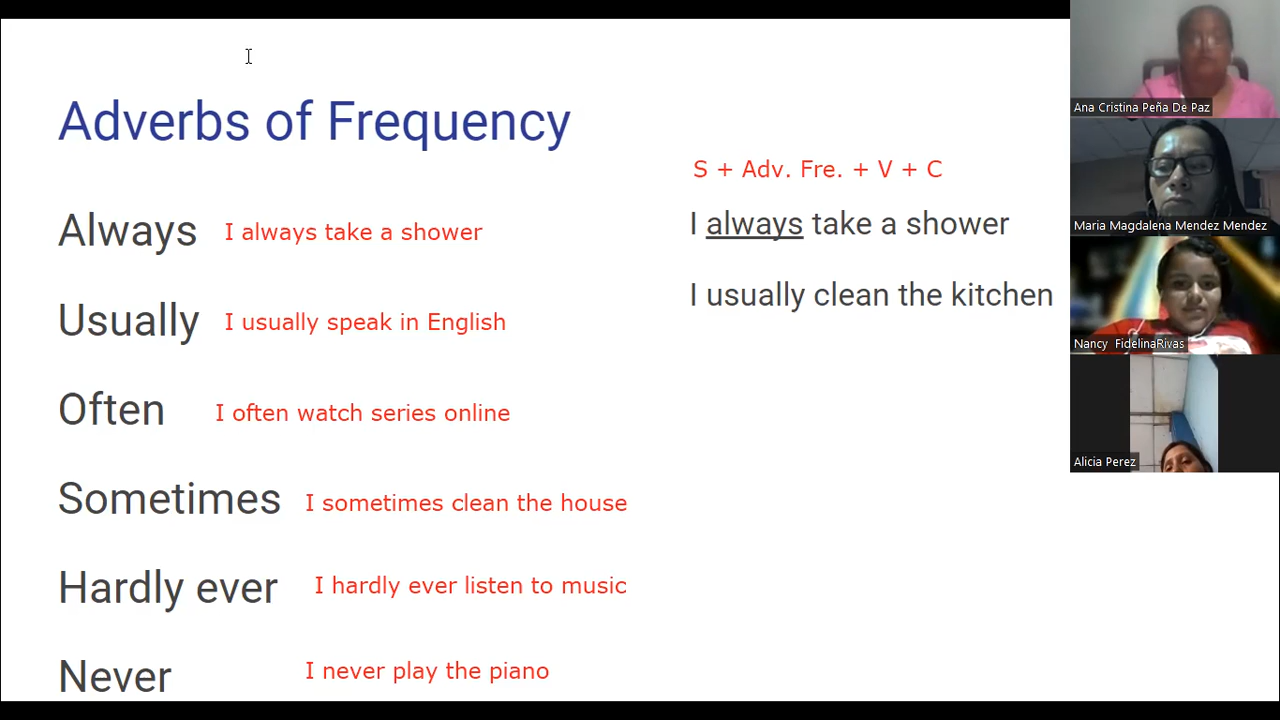 Adverbs of Frequency
Always I always take a shower
Usually I usually speak in English
Often I often watch series online
Sometimes I sometimes clean the house
Hardly ever I hardly ever listen to music
Never I never play the piano
S + Adv. Fre. + V + C
I always take a shower
I usually clean the kitchen
Ana Cristina Peña De Paz
Maria Magdalena Mendez Mendez
Nancy FidelinaRivas
Alicia Perez